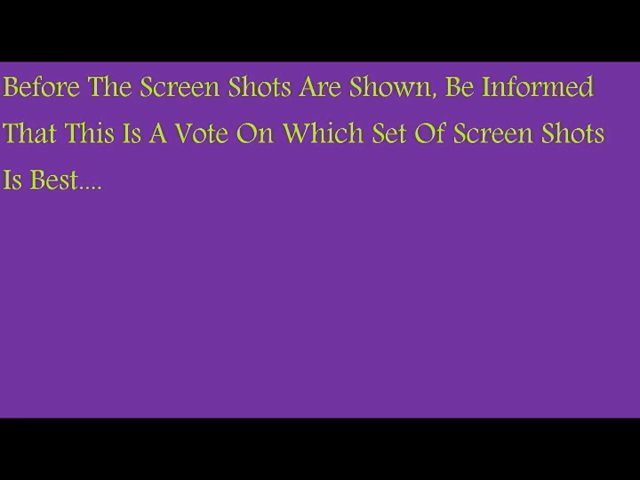 Before The Screen Shots Are Shown, Be Informed
That This Is A Vote On Which Set Of Screen Shots
Is Best....